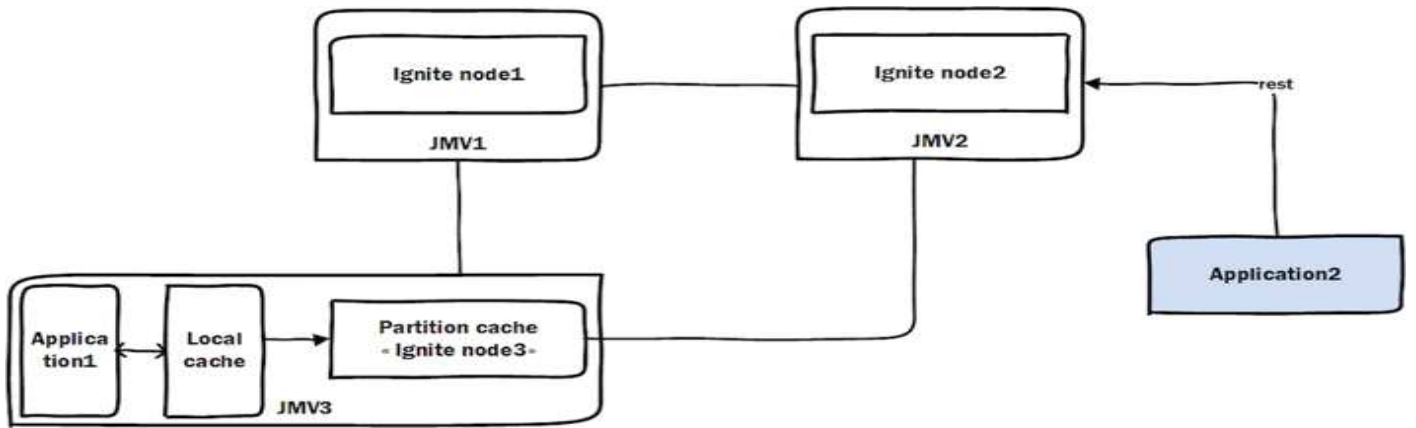 Ignite node1
JMV1
Ignite node2
JMV2
rest
Application2
Applica
tion1
Local
cache
Partition cache
- Ignite node3-
JMV3